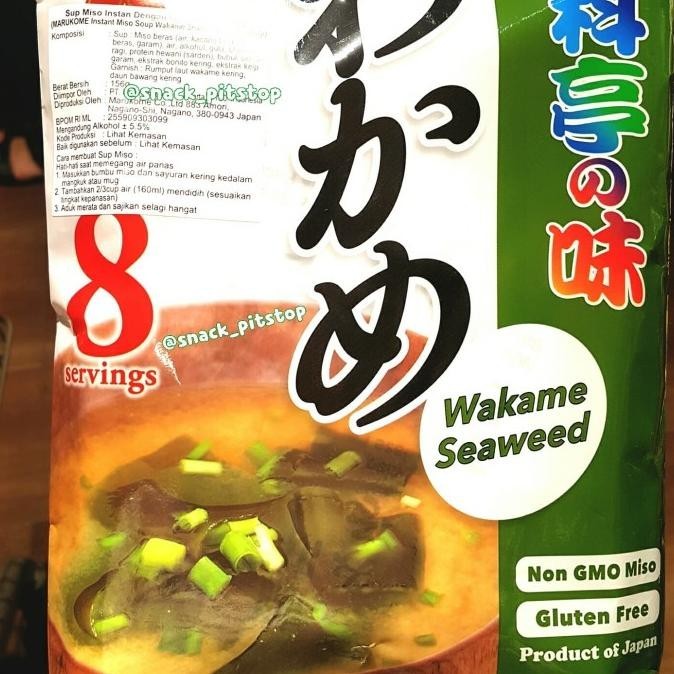 Sup Miso Instan Dengan
(MARUKOME Instant Miso Soup Wakame
Komposisi : Sup : Miso beras (air, kacang
beras, garam), air, alkohol, gula,
ragi, protein hewani (sarden), bubuk
garam, ekstrak bonito kering, ekstrak kelp
Garnish : Rumput laut wakame kering,
daun bawang kering
Berat Bersih : 156g
Diimpor Oleh : PT
Diproduksi Oleh : Marukome Co. Ltd 883 Amori,
Nagano-Shi, Nagano, 380-0943 Japan
BPOM RI ML : 255909303099
Mengandung Alkohol ± 5.5%
Kode Produksi : Lihat Kemasan
Baik digunakan sebelum : Lihat Kemasan
Cara membuat Sup Miso :
Hati-hati saat memegang air panas
1. Masukkan bumbu miso dan sayuran kering kedalam
mangkuk atau mug
2. Tambahkan 2/3cup air (160ml) mendidih (sesuaikan
tingkat kepanasan)
3. Aduk merata dan sajikan selagi hangat
@snack_pitstop
わかめ
料亭の味
8
servings
@snack_pitstop
Wakame
Seaweed
Non GMO Miso
Gluten Free
Product of Japan